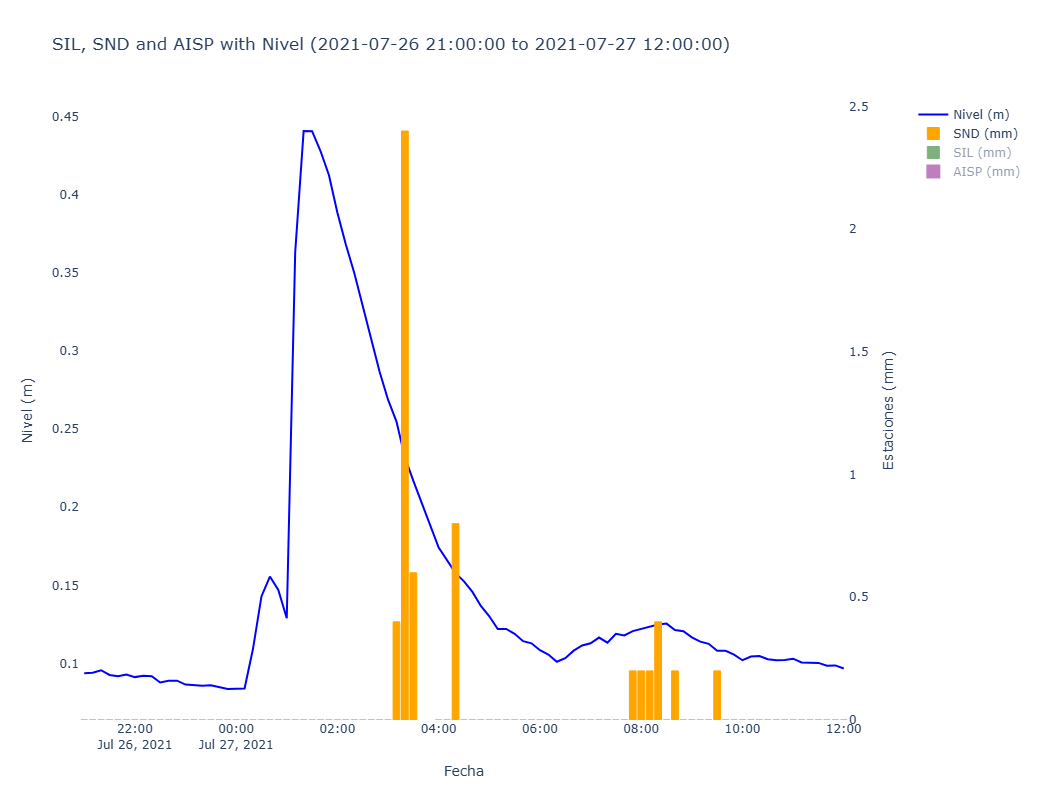 SIL, SND and AISP with Nivel (2021-07-26 21:00:00 to 2021-07-27 12:00:00)
Nivel (m)
0.45
0.4
0.35
0.3
0.25
0.2
0.15
0.1
2.5
2
1.5
1
0.5
0
Estaciones (mm)
Nivel (m)
SND (mm)
SIL (mm)
AISP (mm)
22:00 00:00 02:00 04:00 06:00 08:00 10:00 12:00
Jul 26, 2021 Jul 27, 2021
Fecha